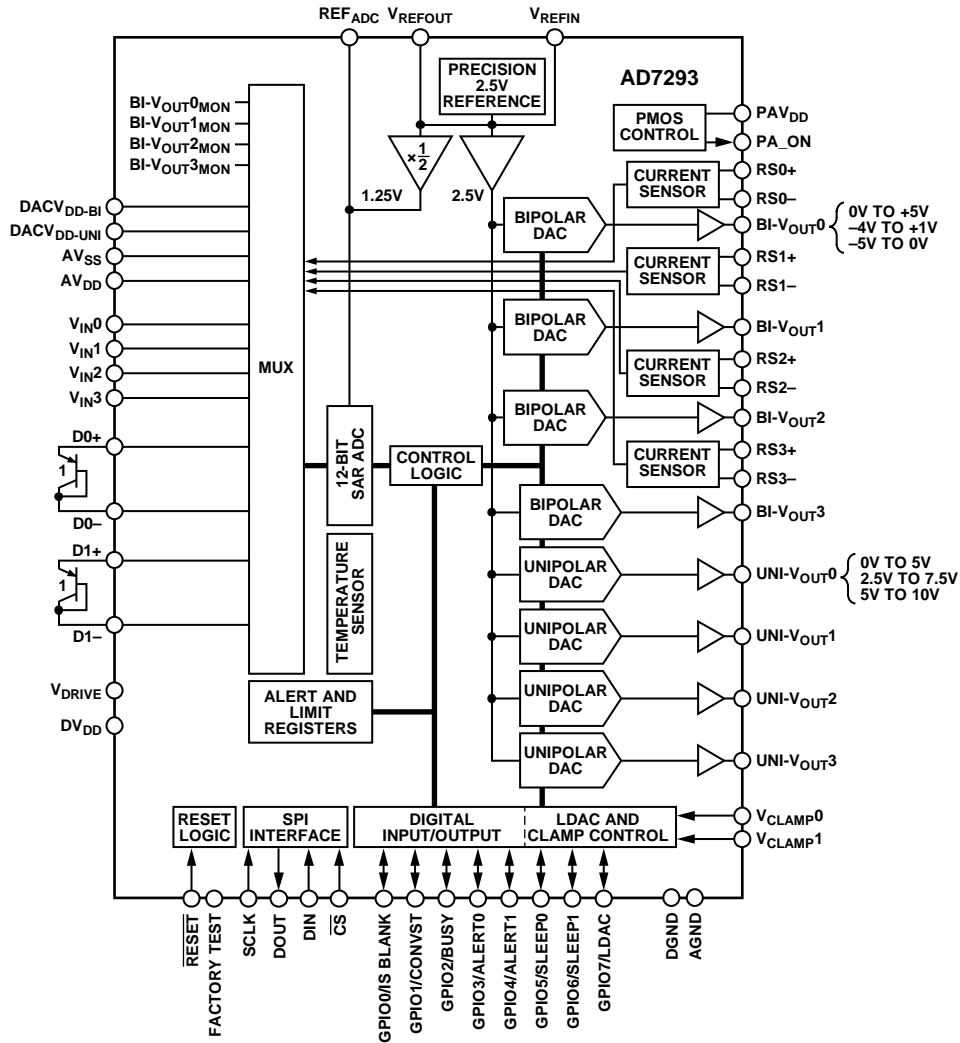 REF_ADC V_REFOUT V_REFIN
PRECISION
2.5V
REFERENCE
AD7293
BI-V_OUT0_MON
BI-V_OUT1_MON
BI-V_OUT2_MON
BI-V_OUT3_MON
×1/2
1.25V
2.5V
PMOS
CONTROL
PAV_DD
PA_ON
CURRENT
SENSOR
RS0+
RS0–
DACV_DD-BI
DACV_DD-UNI
AV_SS
AV_DD
V_IN0
V_IN1
V_IN2
V_IN3
D0+
1
D0–
D1+
1
D1–
V_DRIVE
DV_DD
MUX
12-BIT
SAR ADC
TEMPERATURE
SENSOR
CONTROL
LOGIC
ALERT AND
LIMIT
REGISTERS
BIPOLAR
DAC
BI-V_OUT0
0V TO +5V
–4V TO +1V
–5V TO 0V
CURRENT
SENSOR
RS1+
RS1–
BIPOLAR
DAC
BI-V_OUT1
CURRENT
SENSOR
RS2+
RS2–
BIPOLAR
DAC
BI-V_OUT2
CURRENT
SENSOR
RS3+
RS3–
BIPOLAR
DAC
BI-V_OUT3
UNIPOLAR
DAC
UNI-V_OUT0
0V TO 5V
2.5V TO 7.5V
5V TO 10V
UNIPOLAR
DAC
UNI-V_OUT1
UNIPOLAR
DAC
UNI-V_OUT2
UNIPOLAR
DAC
UNI-V_OUT3
RESET
LOGIC
SPI
INTERFACE
DIGITAL
INPUT/OUTPUT
LDAC AND
CLAMP CONTROL
V_CLAMP0
V_CLAMP1
RESET
FACTORY TEST
SCLK
DOUT
DIN
CS
GPIO0/IS BLANK
GPIO1/CONVST
GPIO2/BUSY
GPIO3/ALERT0
GPIO4/ALERT1
GPIO5/SLEEP0
GPIO6/SLEEP1
GPIO7/LDAC
DGND
AGND